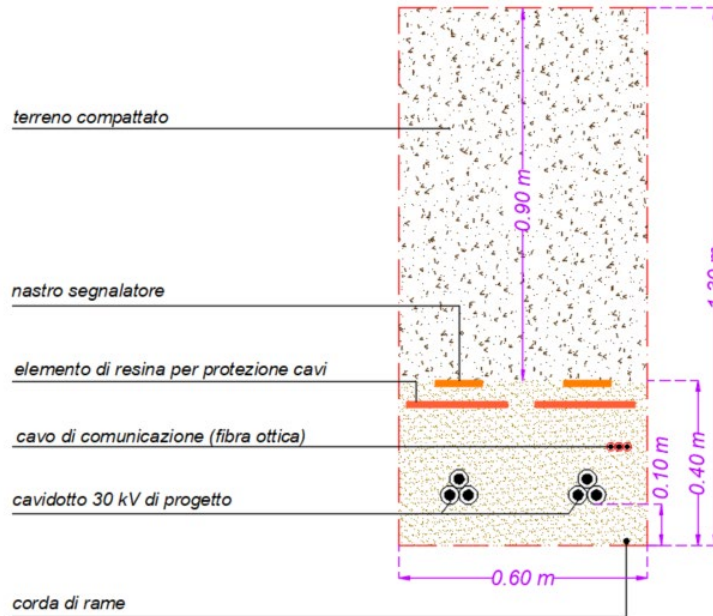 terreno compattato
0.90 m
nastro segnalatore
elemento di resina per protezione cavi
cavo di comunicazione (fibra ottica)
0.10 m
0.40 m
cavidotto 30 kV di progetto
0.60 m
corda di rame